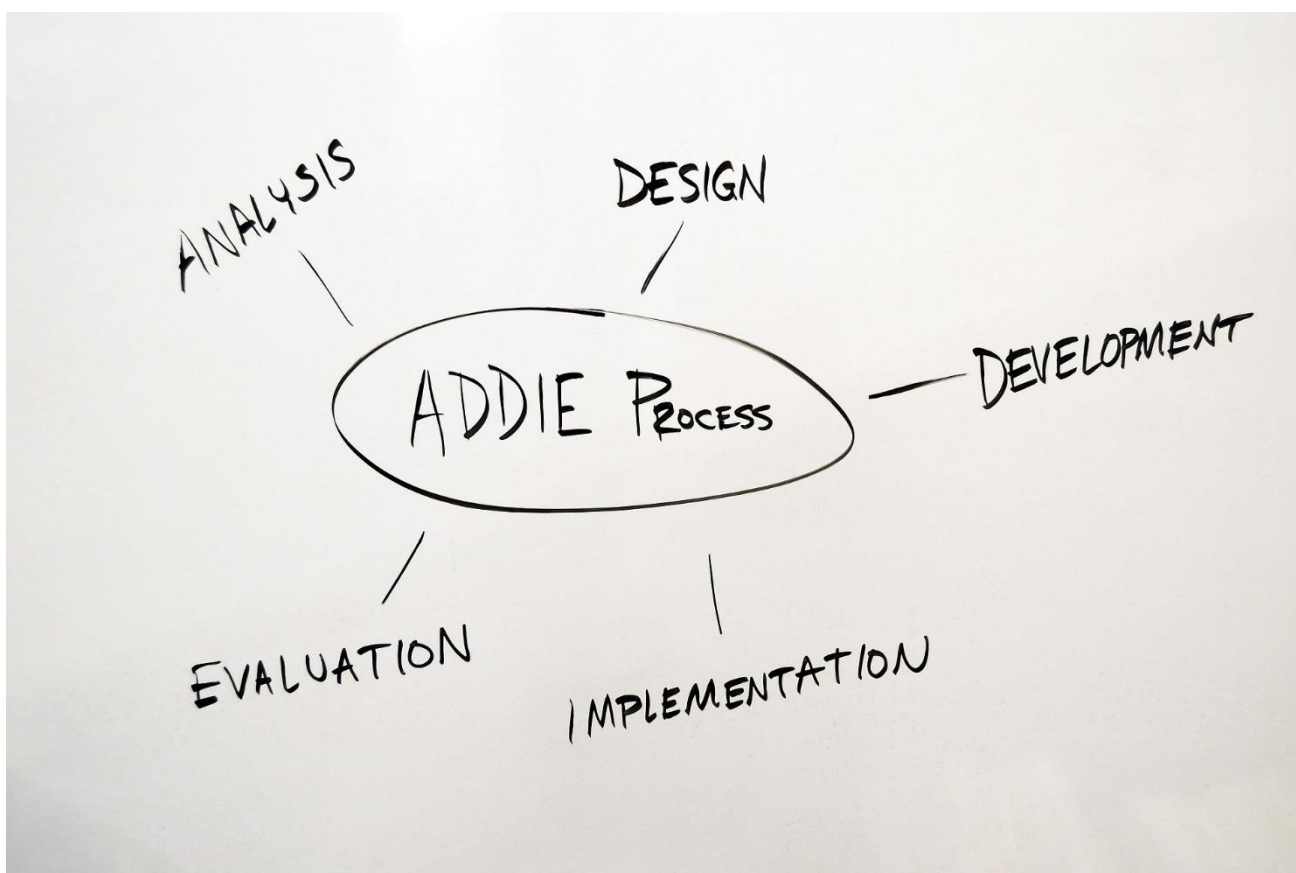 ANALYSIS
DESIGN
DEVELOPMENT
ADDIE PROCESS
EVALUATION
IMPLEMENTATION